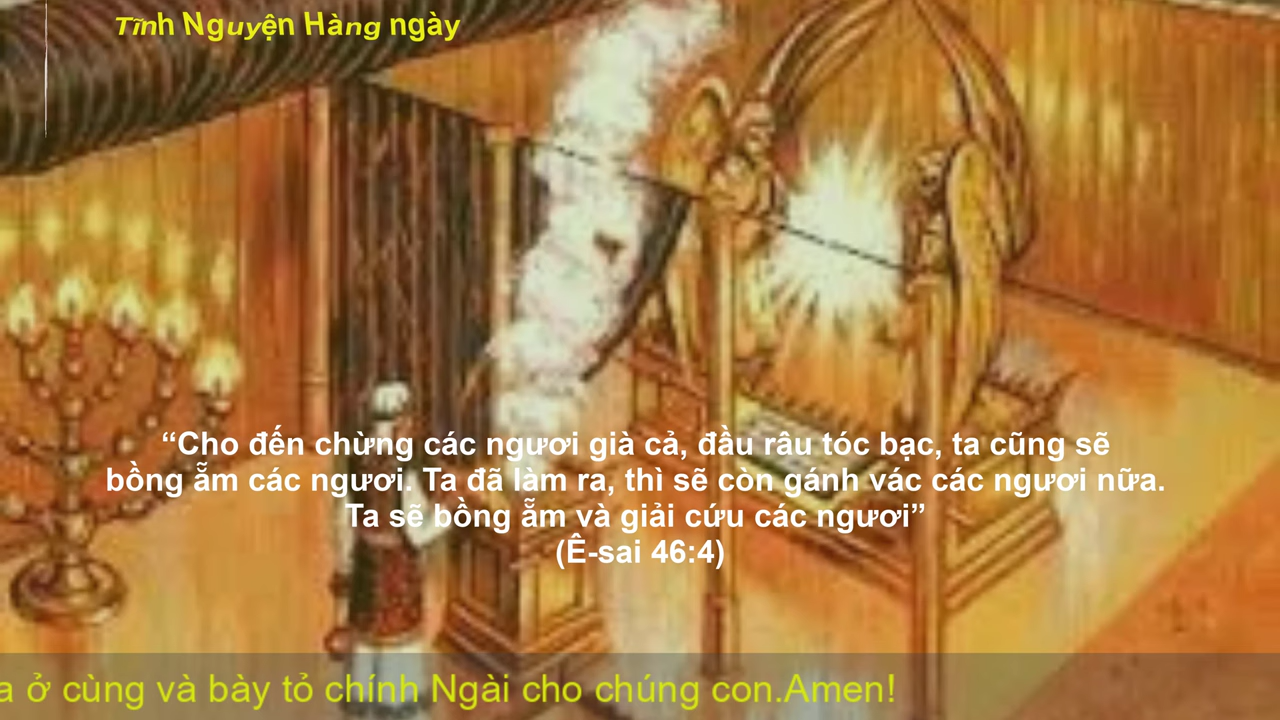 Tĩnh Nguyện Hàng ngày
“Cho đến chừng các ngươi già cả, đầu râu tóc bạc, ta cũng sẽ
bồng ẵm các ngươi. Ta đã làm ra, thì sẽ còn gánh vác các ngươi nữa.
Ta sẽ bồng ẵm và giải cứu các ngươi”
(Ê-sai 46:4)
ở cùng và bày tỏ chính Ngài cho chúng con.Amen!